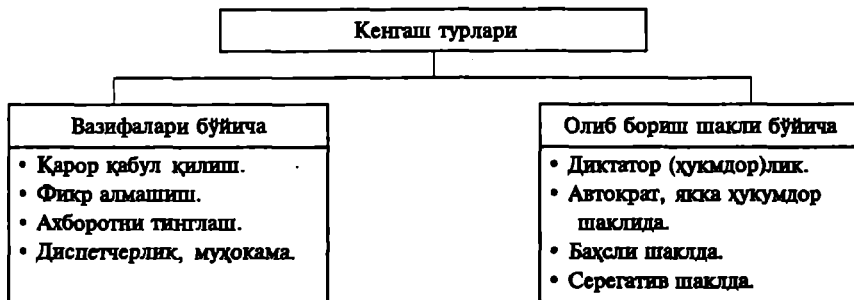 Кенгаш турлари
Вазифалари бўйича
• Қарор қабул қилиш.
• Фикр алмашиш.
• Ахборотни тинглаш.
• Диспетчерлик, муҳокама.
Олиб бориш шакли бўйича
• Диктатор (ҳукмдор)лик.
• Автократ, якка ҳукумдор
шаклида.
• Баҳсли шаклда.
• Серегатив шаклда.